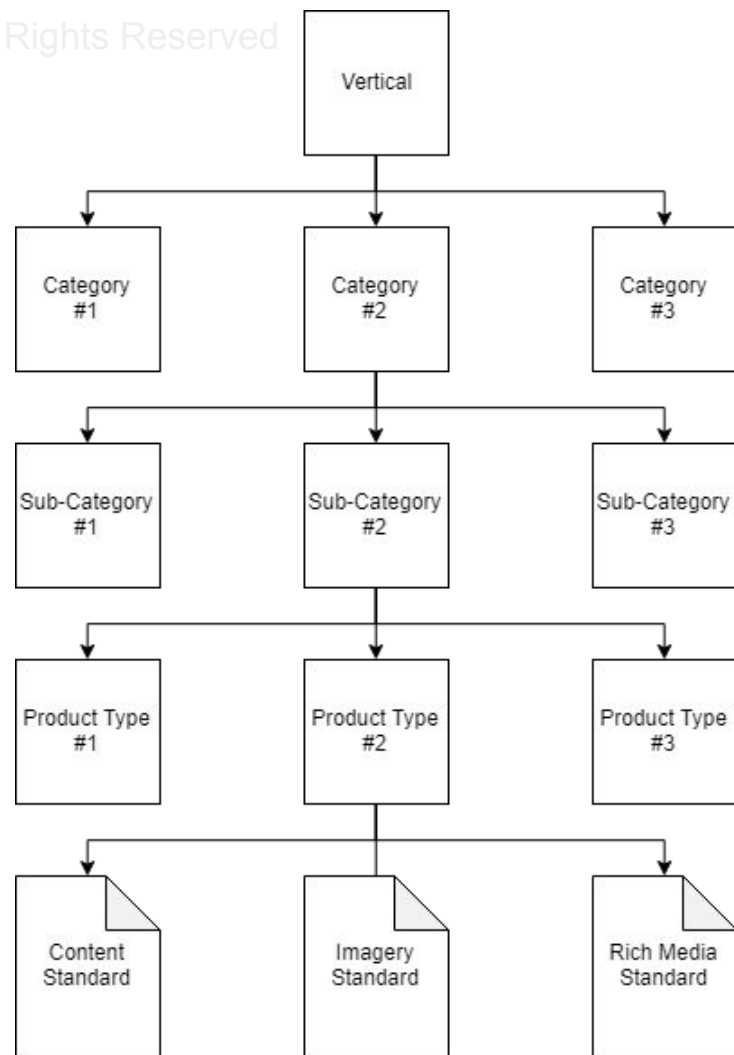 Rights Reserved
Vertical
Category
#1
Category
#2
Category
#3
Sub-Category
#1
Sub-Category
#2
Sub-Category
#3
Product Type
#1
Product Type
#2
Product Type
#3
Content
Standard
Imagery
Standard
Rich Media
Standard